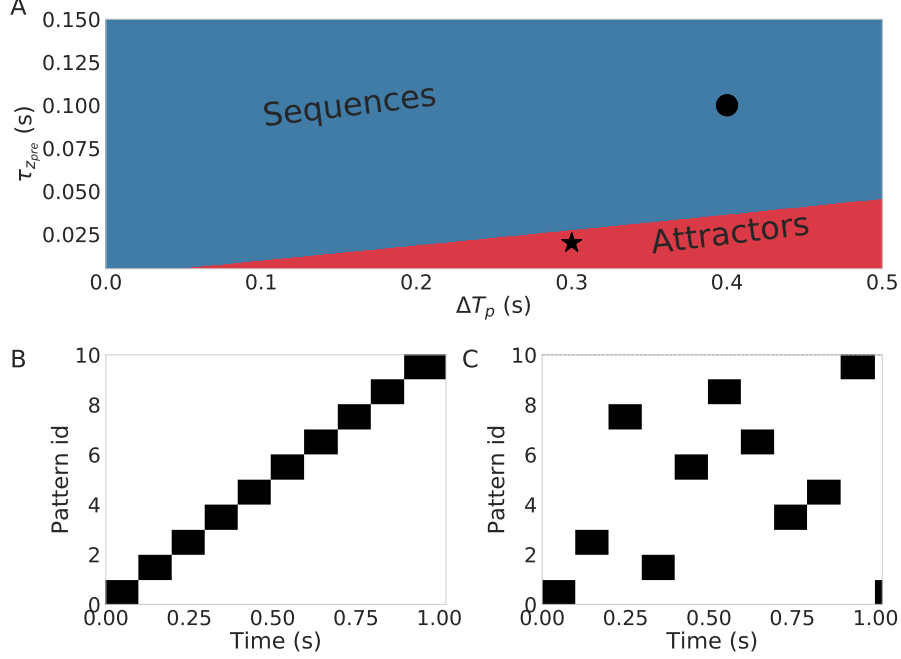 A
0.150
0.125
0.100
0.075
0.050
0.025
τ_{z_{pre}} (s)
Sequences
Attractors
0.0 0.1 0.2 0.3 0.4 0.5
ΔT_p (s)
B
10
8
6
4
2
0
Pattern id
0.00 0.25 0.50 0.75 1.00
Time (s)
C
10
8
6
4
2
0
Pattern id
0.00 0.25 0.50 0.75 1.00
Time (s)